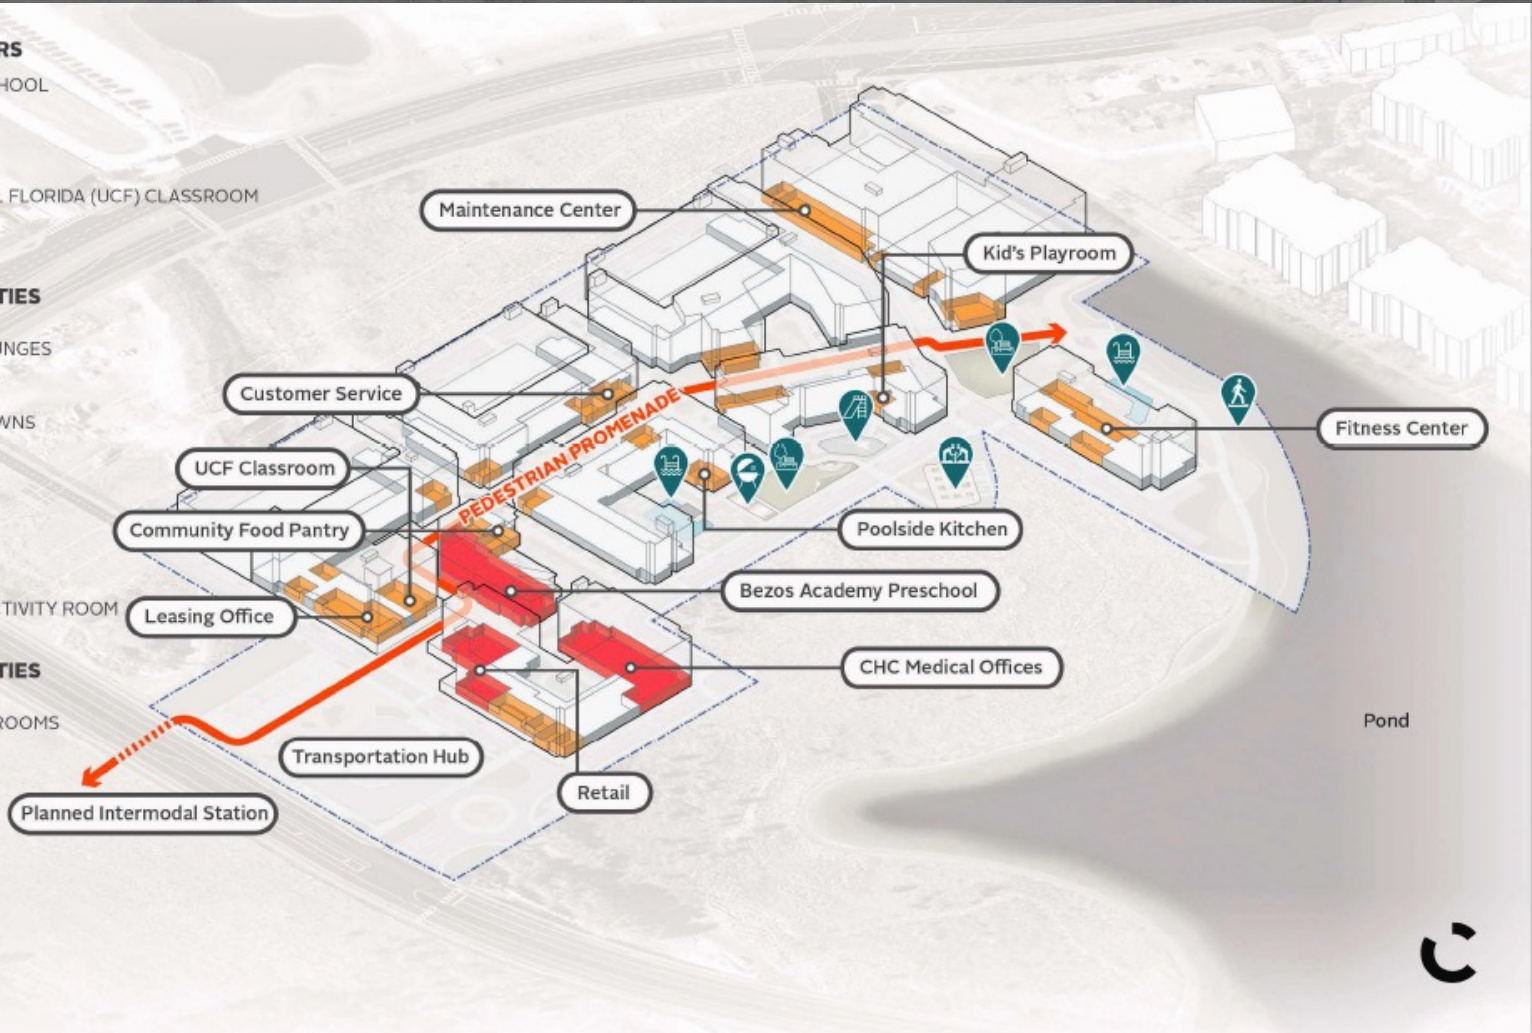 RS
HOOL
FLORIDA (UCF) CLASSROOM
TIES
UNGES
WNS
TIVITY ROOM
TIES
ROOMS
Maintenance Center
Kid's Playroom
Customer Service
Fitness Center
UCF Classroom
PEDESTRIAN PROMENADE
Community Food Pantry
Poolside Kitchen
Bezos Academy Preschool
Leasing Office
CHC Medical Offices
Pond
Transportation Hub
Retail
Planned Intermodal Station